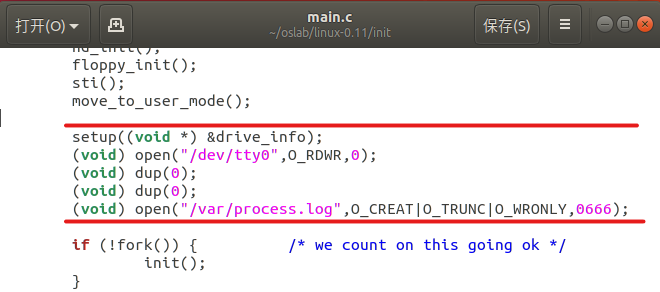 打开(O)
main.c
~/oslab/linux-0.11/init
保存(S)
hd_init();
floppy_init();
sti();
move_to_user_mode();
setup((void *) &drive_info);
(void) open("/dev/tty0",O_RDWR,0);
(void) dup(0);
(void) dup(0);
(void) open("/var/process.log",O_CREAT|O_TRUNC|O_WRONLY,0666);
if (!fork()) { /* we count on this going ok */
init();
}